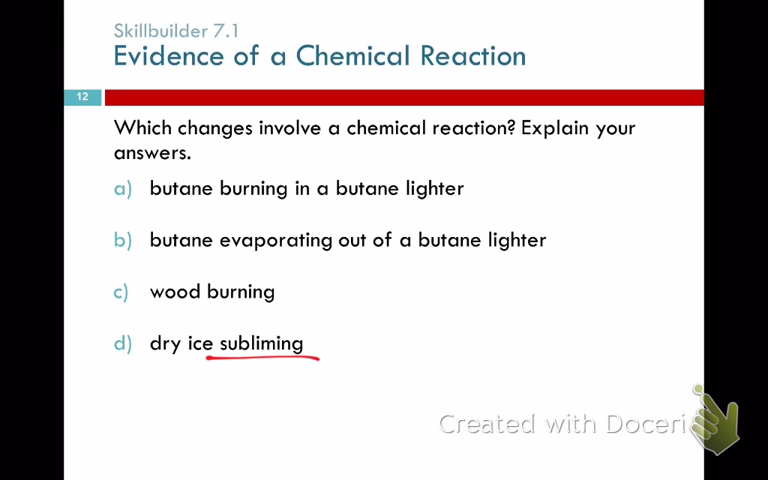 Skillbuilder 7.1
Evidence of a Chemical Reaction
12
Which changes involve a chemical reaction? Explain your
answers.
a) butane burning in a butane lighter
b) butane evaporating out of a butane lighter
c) wood burning
d) dry ice subliming
Created with Doceri